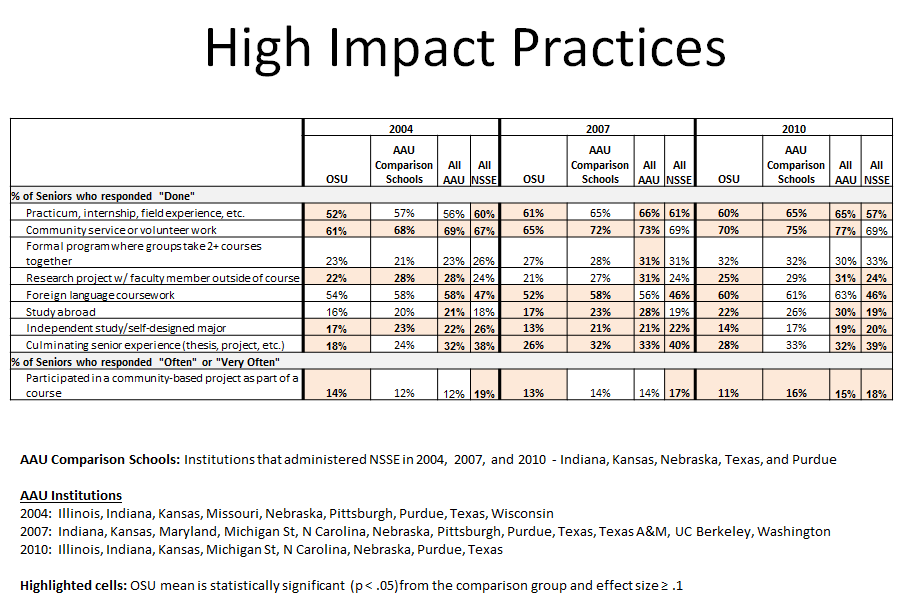 High Impact Practices
2004 2007 2010
OSU AAU Comparison Schools All AAU All NSSE OSU AAU Comparison Schools All AAU All NSSE OSU AAU Comparison Schools All AAU All NSSE
% of Seniors who responded "Done"
Practicum, internship, field experience, etc. 52% 57% 56% 60% 61% 65% 66% 61% 60% 65% 65% 57%
Community service or volunteer work 61% 68% 69% 67% 65% 72% 73% 69% 70% 75% 77% 69%
Formal program where groups take 2+ courses
together 23% 21% 23% 26% 27% 28% 31% 31% 32% 32% 30% 33%
Research project w/ faculty member outside of course 22% 28% 28% 24% 21% 27% 31% 24% 25% 29% 31% 24%
Foreign language coursework 54% 58% 58% 47% 52% 58% 56% 46% 60% 61% 63% 46%
Study abroad 16% 20% 21% 18% 17% 23% 28% 19% 22% 26% 30% 19%
Independent study/self-designed major 17% 23% 22% 26% 13% 21% 21% 22% 14% 17% 19% 20%
Culminating senior experience (thesis, project, etc.) 18% 24% 32% 38% 26% 32% 33% 40% 28% 33% 32% 39%
% of Seniors who responded "Often" or "Very Often"
Participated in a community-based project as part of a
course 14% 12% 12% 19% 13% 14% 14% 17% 11% 16% 15% 18%
AAU Comparison Schools: Institutions that administered NSSE in 2004, 2007, and 2010 - Indiana, Kansas, Nebraska, Texas, and Purdue
AAU Institutions
2004: Illinois, Indiana, Kansas, Missouri, Nebraska, Pittsburgh, Purdue, Texas, Wisconsin
2007: Indiana, Kansas, Maryland, Michigan St, N Carolina, Nebraska, Pittsburgh, Purdue, Texas, Texas A&M, UC Berkeley, Washington
2010: Illinois, Indiana, Kansas, Michigan St, N Carolina, Nebraska, Purdue, Texas
Highlighted cells: OSU mean is statistically significant (p < .05) from the comparison group and effect size ≥ .1